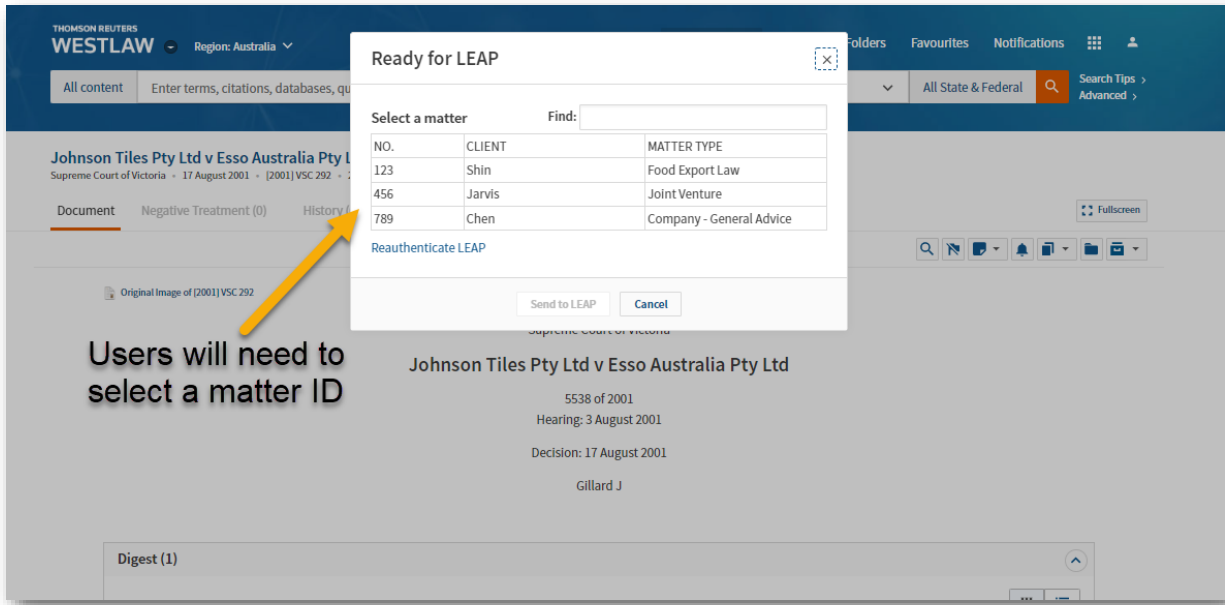 THOMSON REUTERS
WESTLAW
Region: Australia
Folders
Favourites
Notifications
All content
Enter terms, citations, databases,
All State & Federal
Search Tips >
Advanced >
Ready for LEAP
Select a matter
Find:
NO. CLIENT MATTER TYPE
123 Shin Food Export Law
456 Jarvis Joint Venture
789 Chen Company - General Advice
Reauthenticate LEAP
Send to LEAP
Cancel
Johnson Tiles Pty Ltd v Esso Australia Pty
Supreme Court of Victoria - 17 August 2001 - [2001] VSC 292 -
Document
Negative Treatment (0)
History
Fullscreen
Original Image of [2001] VSC 292
Users will need to
select a matter ID
Supreme Court of Victoria
Johnson Tiles Pty Ltd v Esso Australia Pty Ltd
5538 of 2001
Hearing: 3 August 2001
Decision: 17 August 2001
Gillard J
Digest (1)